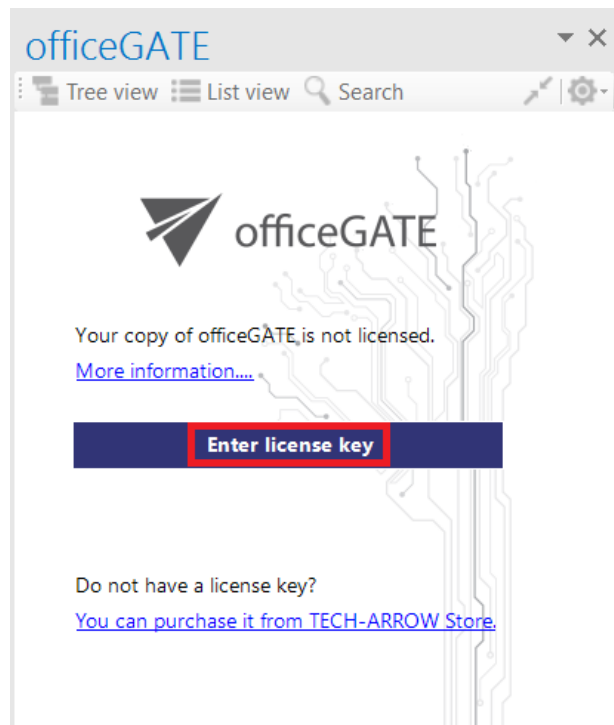 officeGATE
Tree view List view Search
officeGATE
Your copy of officeGATE is not licensed.
More information....
Enter license key
Do not have a license key?
You can purchase it from TECH-ARROW Store.